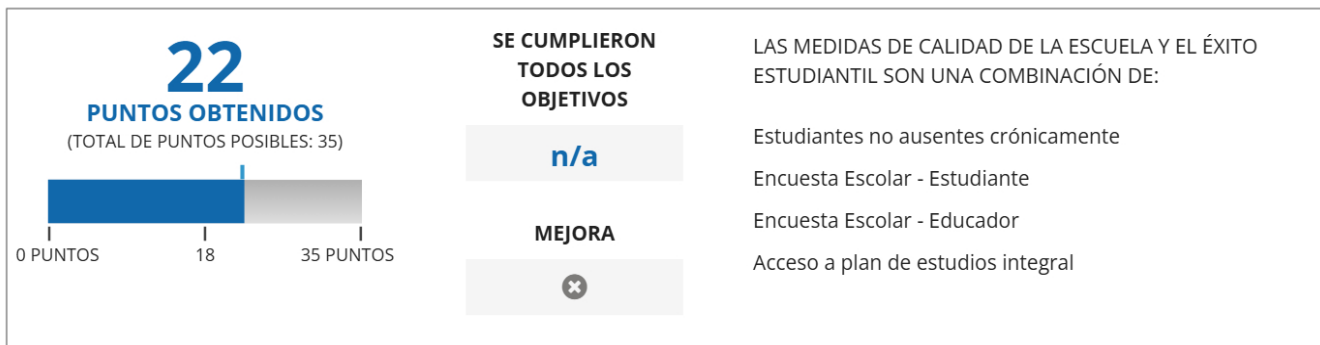 22
PUNTOS OBTENIDOS
(TOTAL DE PUNTOS POSIBLES: 35)
0 PUNTOS
18
35 PUNTOS
SE CUMPLIERON
TODOS LOS
OBJETIVOS
n/a
MEJORA
LAS MEDIDAS DE CALIDAD DE LA ESCUELA Y EL ÉXITO
ESTUDIANTIL SON UNA COMBINACIÓN DE:
Estudiantes no ausentes crónicamente
Encuesta Escolar - Estudiante
Encuesta Escolar - Educador
Acceso a plan de estudios integral